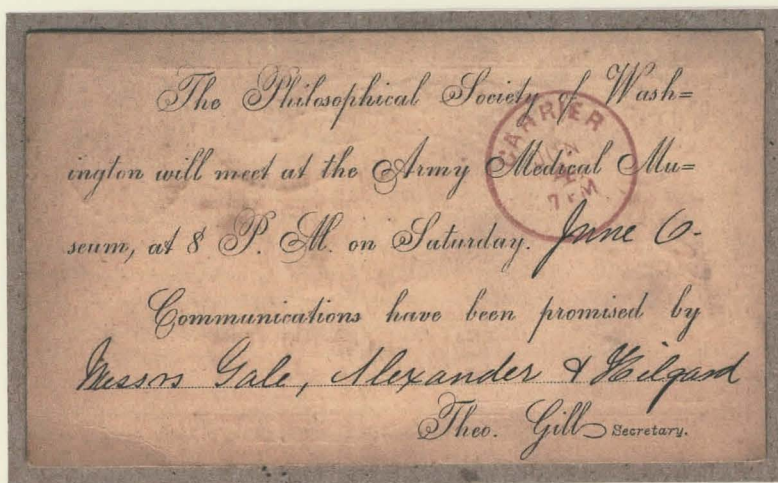 The Philosophical Society of Wash=
ington will meet at the Army Medical Mu=
seum, at 8 P. M. on Saturday. June 6.
Communications have been promised by
Messrs Gale, Alexander & Hilgard
Theo. Gill Secretary.
CARRIER
JUN
7 PM